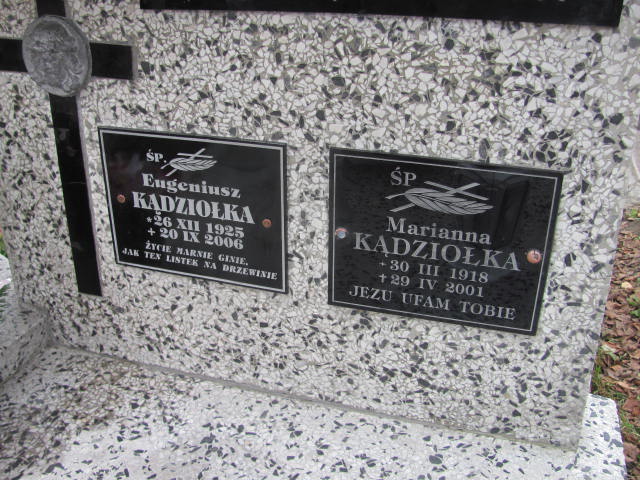 ŚP.
Eugeniusz
KĄDZIOŁKA
*26 XII 1925
+20 IX 2006
ŻYCIE MARNIE GINIE,
JAK TEN LISTEK NA DRZEWINIE
ŚP
Marianna
KĄDZIOŁKA
*30 III 1918
+29 IV 2001
JEZU UFAM TOBIE